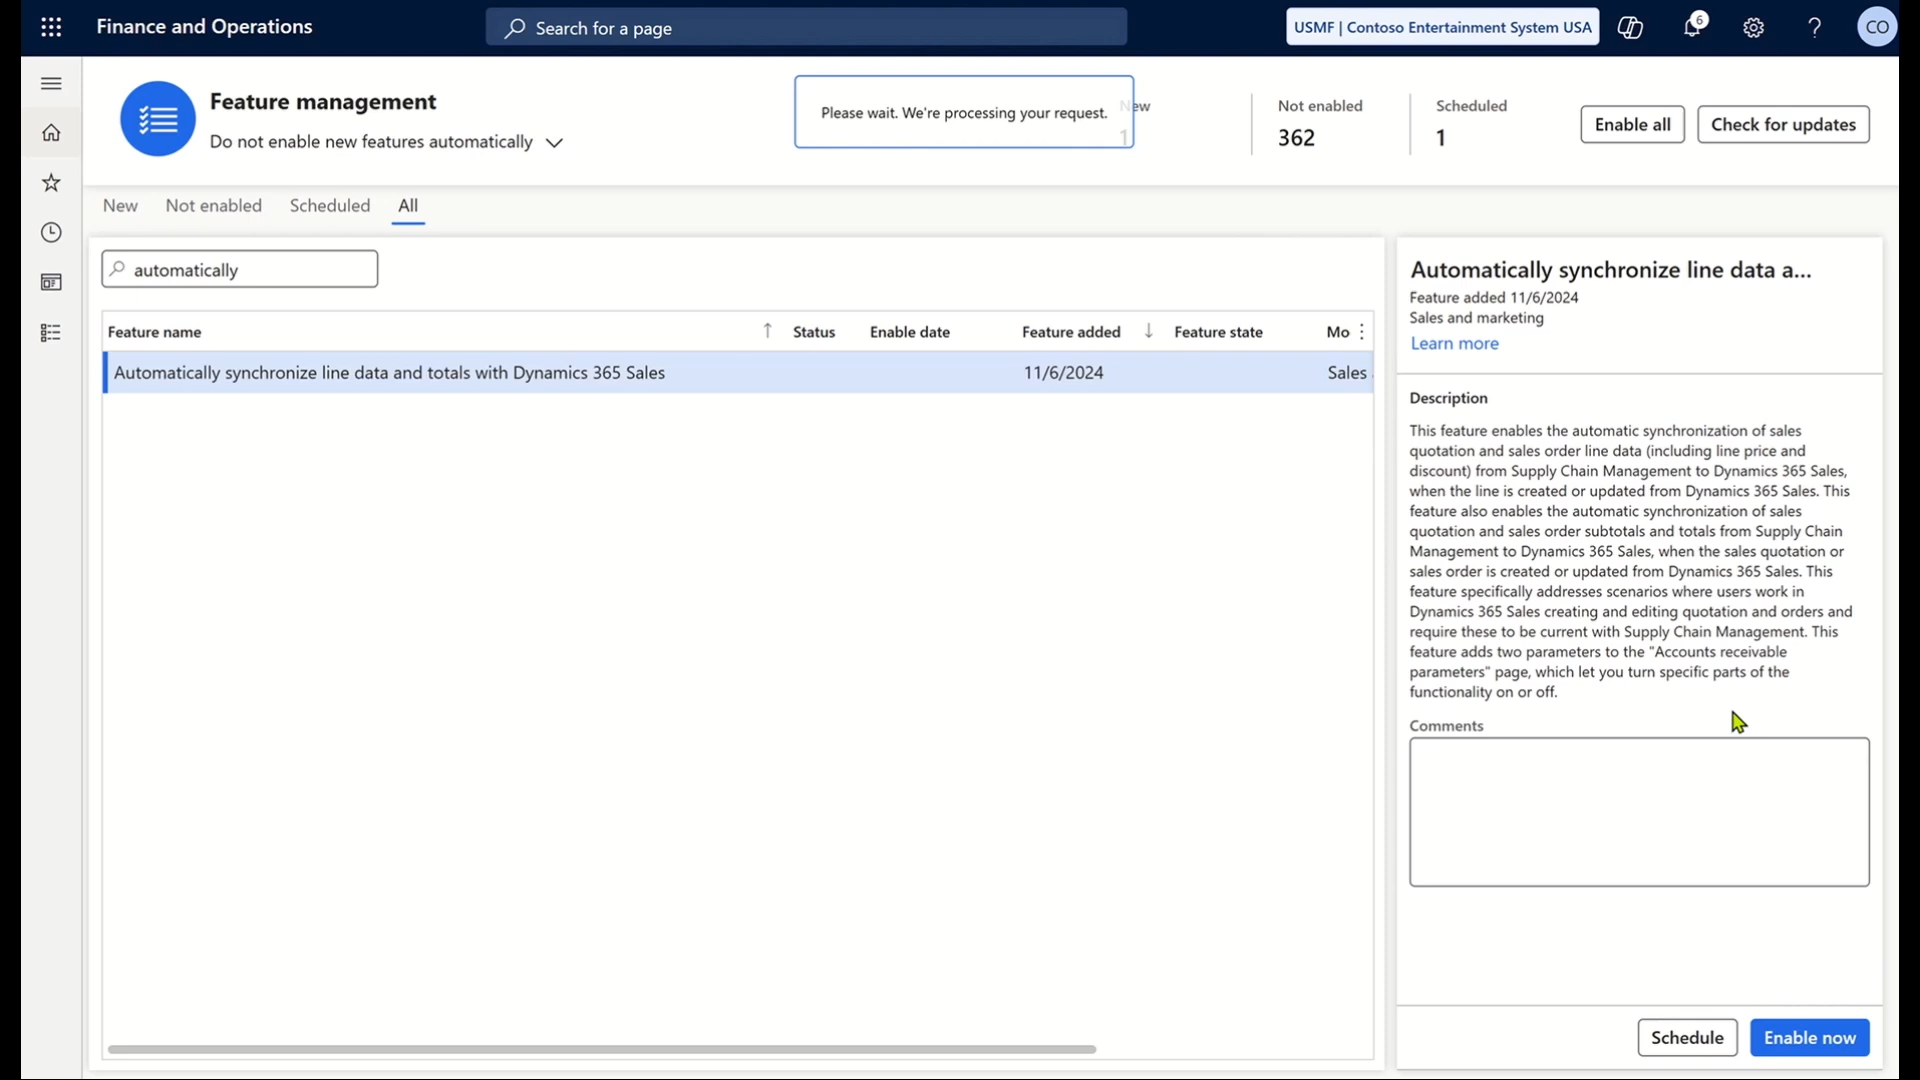 Finance and Operations
Search for a page
USMF | Contoso Entertainment System USA
6
CO
Feature management
Do not enable new features automatically
Please wait. We're processing your request.
New
1
Not enabled
362
Scheduled
1
Enable all
Check for updates
New
Not enabled
Scheduled
All
automatically
Feature name
Status
Enable date
Feature added
Feature state
Mo
Automatically synchronize line data and totals with Dynamics 365 Sales
11/6/2024
Sales
Automatically synchronize line data a...
Feature added 11/6/2024
Sales and marketing
Learn more
Description
This feature enables the automatic synchronization of sales
quotation and sales order line data (including line price and
discount) from Supply Chain Management to Dynamics 365 Sales,
when the line is created or updated from Dynamics 365 Sales. This
feature also enables the automatic synchronization of sales
quotation and sales order subtotals and totals from Supply Chain
Management to Dynamics 365 Sales, when the sales quotation or
sales order is created or updated from Dynamics 365 Sales. This
feature specifically addresses scenarios where users work in
Dynamics 365 Sales creating and editing quotation and orders and
require these to be current with Supply Chain Management. This
feature adds two parameters to the "Accounts receivable
parameters" page, which let you turn specific parts of the
functionality on or off.
Comments
Schedule
Enable now